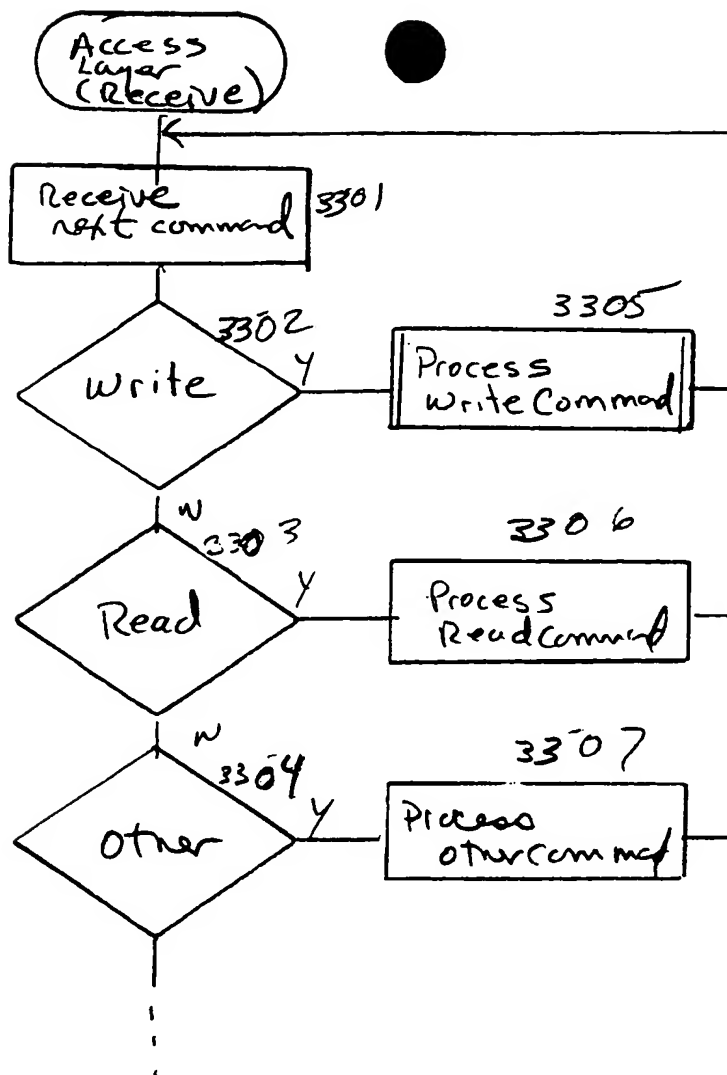 Access
Layer
(Receive)
Receive
next command
3301
3302
Write
Y
3305
Process
Write Command
N
3303
Read
Y
3306
Process
Read command
N
3304
Other
Y
3307
Process
other command